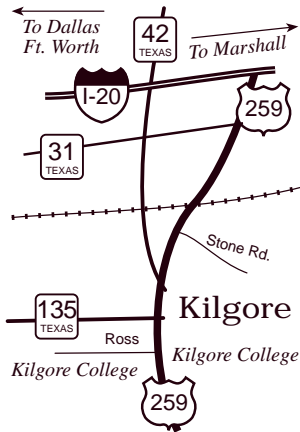 To Dallas
Ft. Worth
42
TEXAS
To Marshall
I-20
259
31
TEXAS
Stone Rd.
135
TEXAS
Kilgore
Ross
Kilgore College
Kilgore College
259